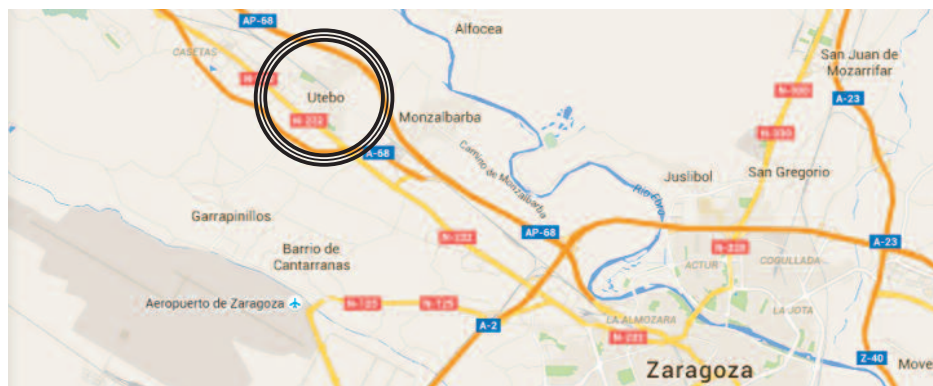 AP-68
Alfocea
CASETAS
San Juan de
Mozarrifar
Utebo
A-23
N-232
Monzalbarba
N-330
A-68
Camino de Monzalbarba
Juslibol
San Gregorio
Río Ebro
Garrapinillos
AP-68
N-232
A-23
Barrio de
Cantarranas
ACTUR
COGULLADA
Aeropuerto de Zaragoza
N-125
N-125
LA JOTA
A-2
LA ALMOZARA
N-232
Z-40
Zaragoza
Move